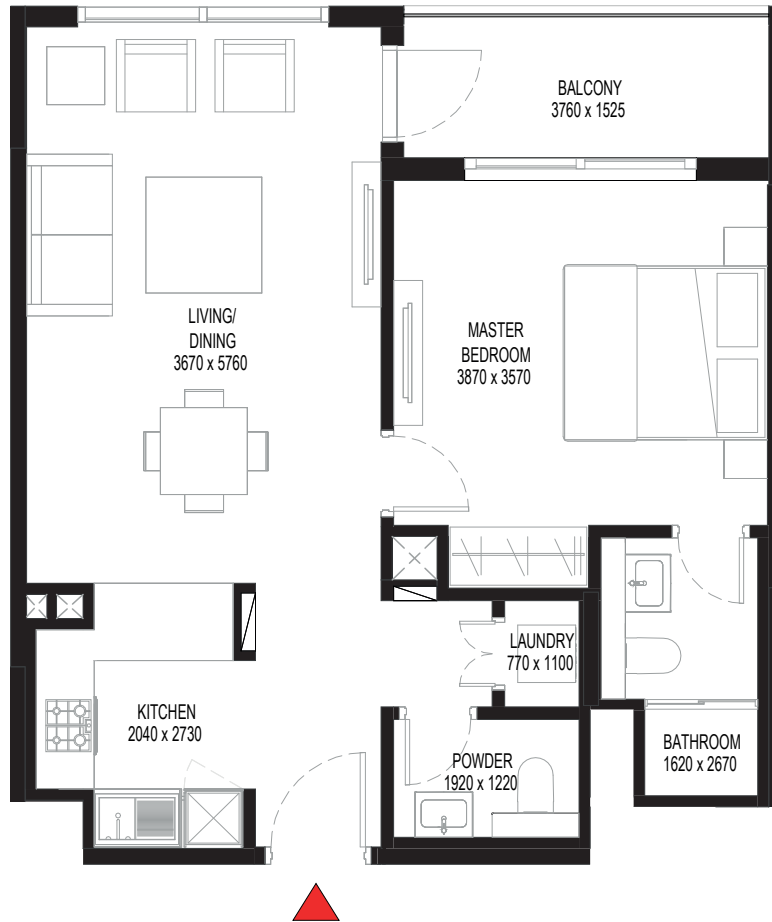 BALCONY
3760 x 1525
LIVING/
DINING
3670 x 5760
MASTER
BEDROOM
3870 x 3570
LAUNDRY
770 x 1100
KITCHEN
2040 x 2730
POWDER
1920 x 1220
BATHROOM
1620 x 2670